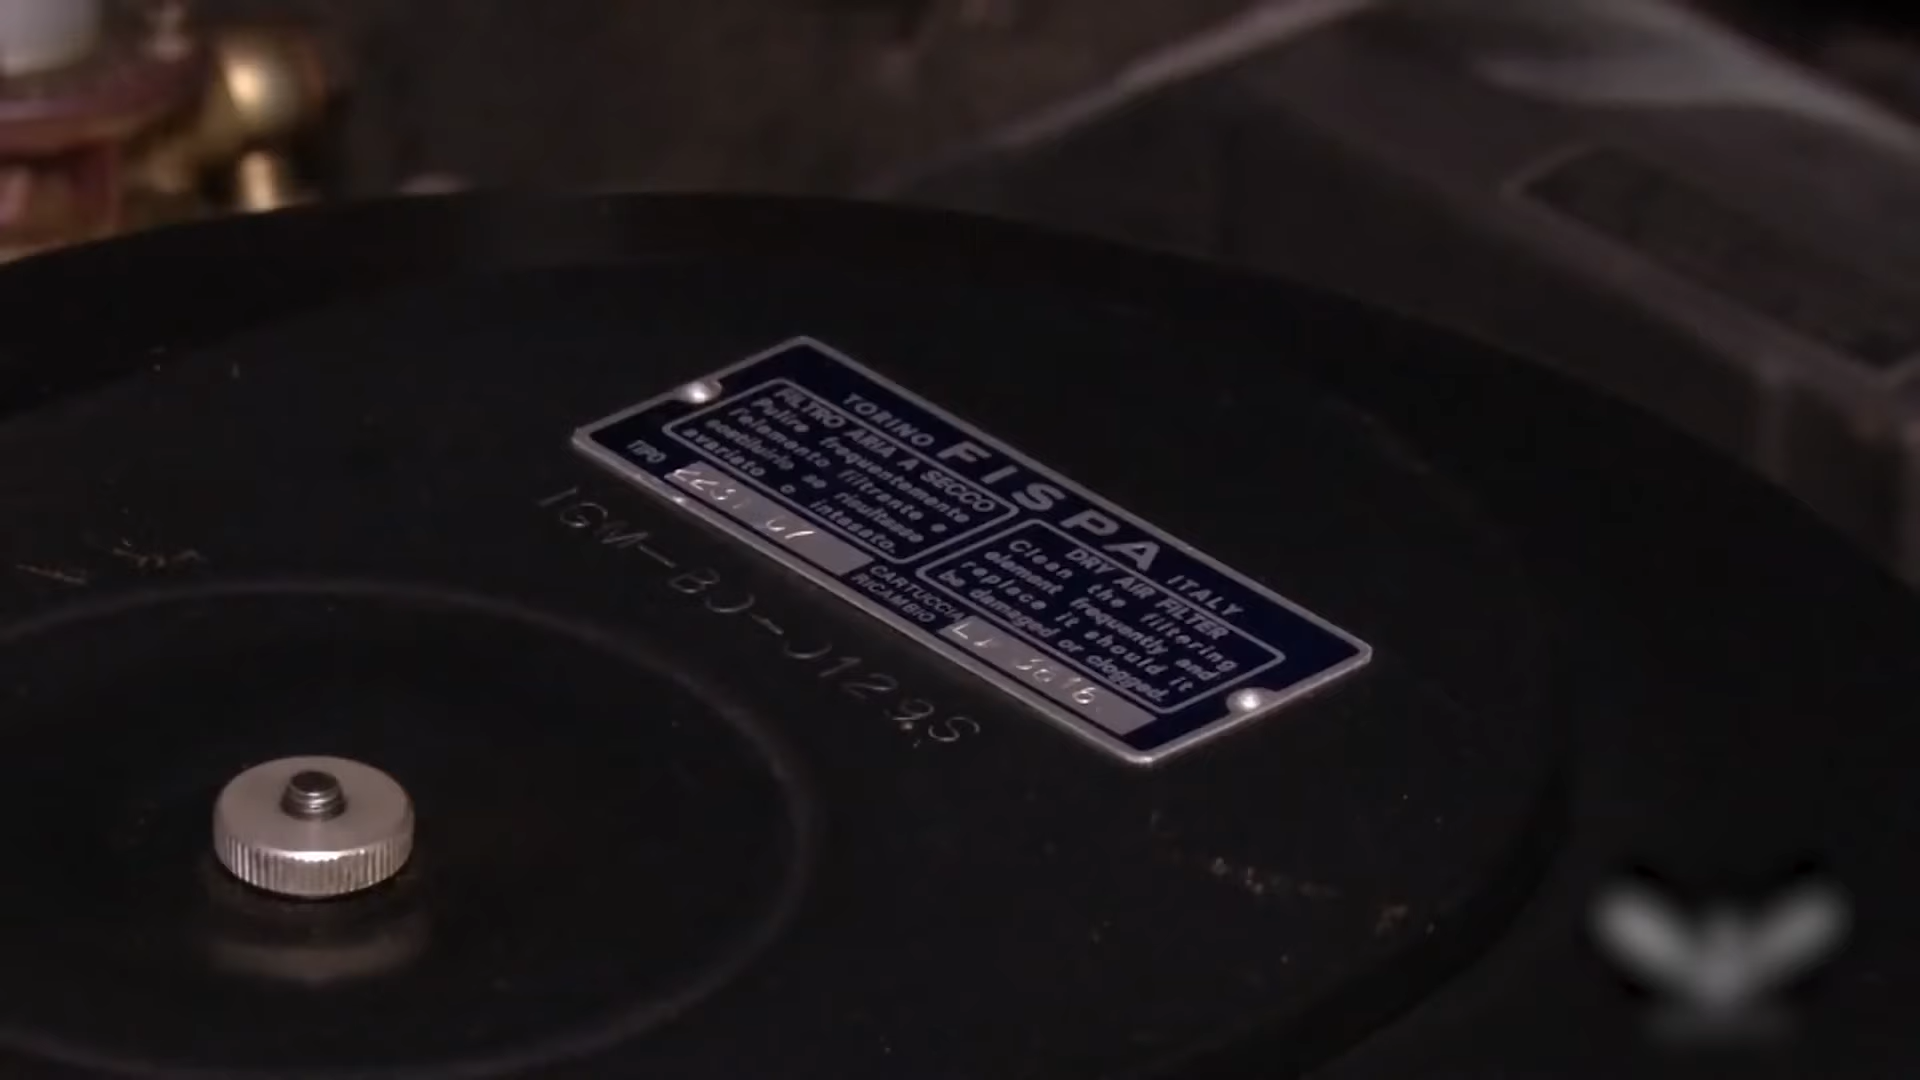 TORINO FISPA ITALY
FILTRO ARIA A SECCO
Pulire frequentemente
l'elemento filtrante e
sostituirlo se risultasse
avariato o intasato.
TIPO
DRY AIR FILTER
Clean the filtering
element frequently and
replace it should it
be damaged or clogged.
CARTUCCIA
RICAMBIO